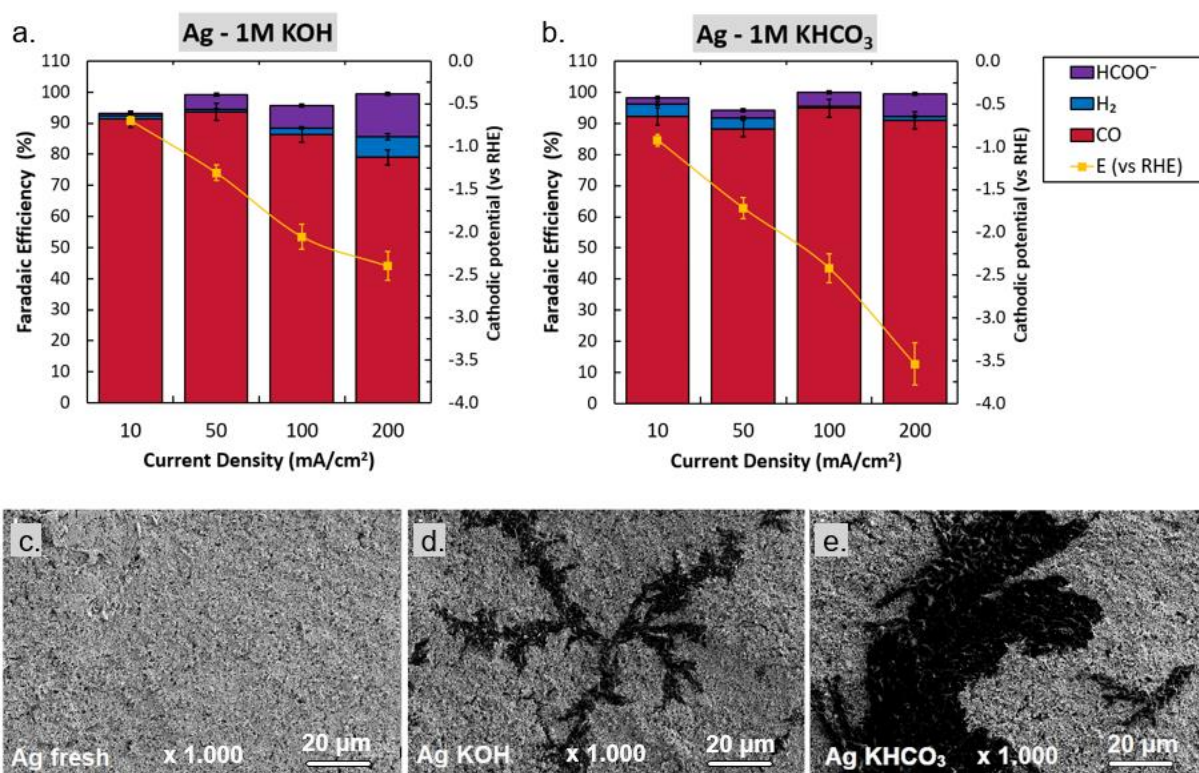 a.
Ag - 1M KOH
110
100
90
80
70
60
50
40
30
20
10
0
Faradaic Efficiency (%)
0.0
-0.5
-1.0
-1.5
-2.0
-2.5
-3.0
-3.5
-4.0
Cathodic potential (vs RHE)
10 50 100 200
Current Density (mA/cm²)
b.
Ag - 1M KHCO₃
110
100
90
80
70
60
50
40
30
20
10
0
Faradaic Efficiency (%)
0.0
-0.5
-1.0
-1.5
-2.0
-2.5
-3.0
-3.5
-4.0
Cathodic potential (vs RHE)
10 50 100 200
Current Density (mA/cm²)
HCOO⁻
H₂
CO
E (vs RHE)
c.
Ag fresh x 1.000 20 µm
d.
Ag KOH x 1.000 20 µm
e.
Ag KHCO₃ x 1.000 20 µm